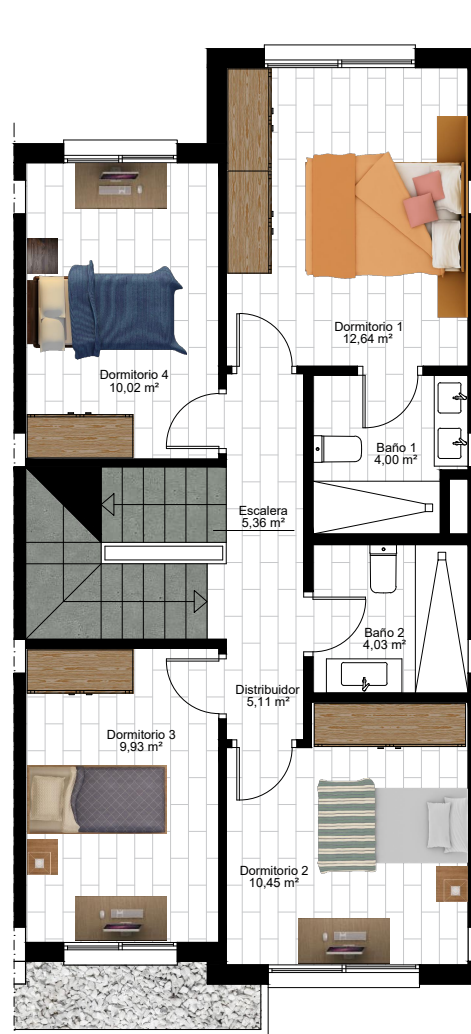 Dormitorio 1
12,64 m²
Dormitorio 4
10,02 m²
Baño 1
4,00 m²
Escalera
5,36 m²
Baño 2
4,03 m²
Distribuidor
5,11 m²
Dormitorio 3
9,93 m²
Dormitorio 2
10,45 m²